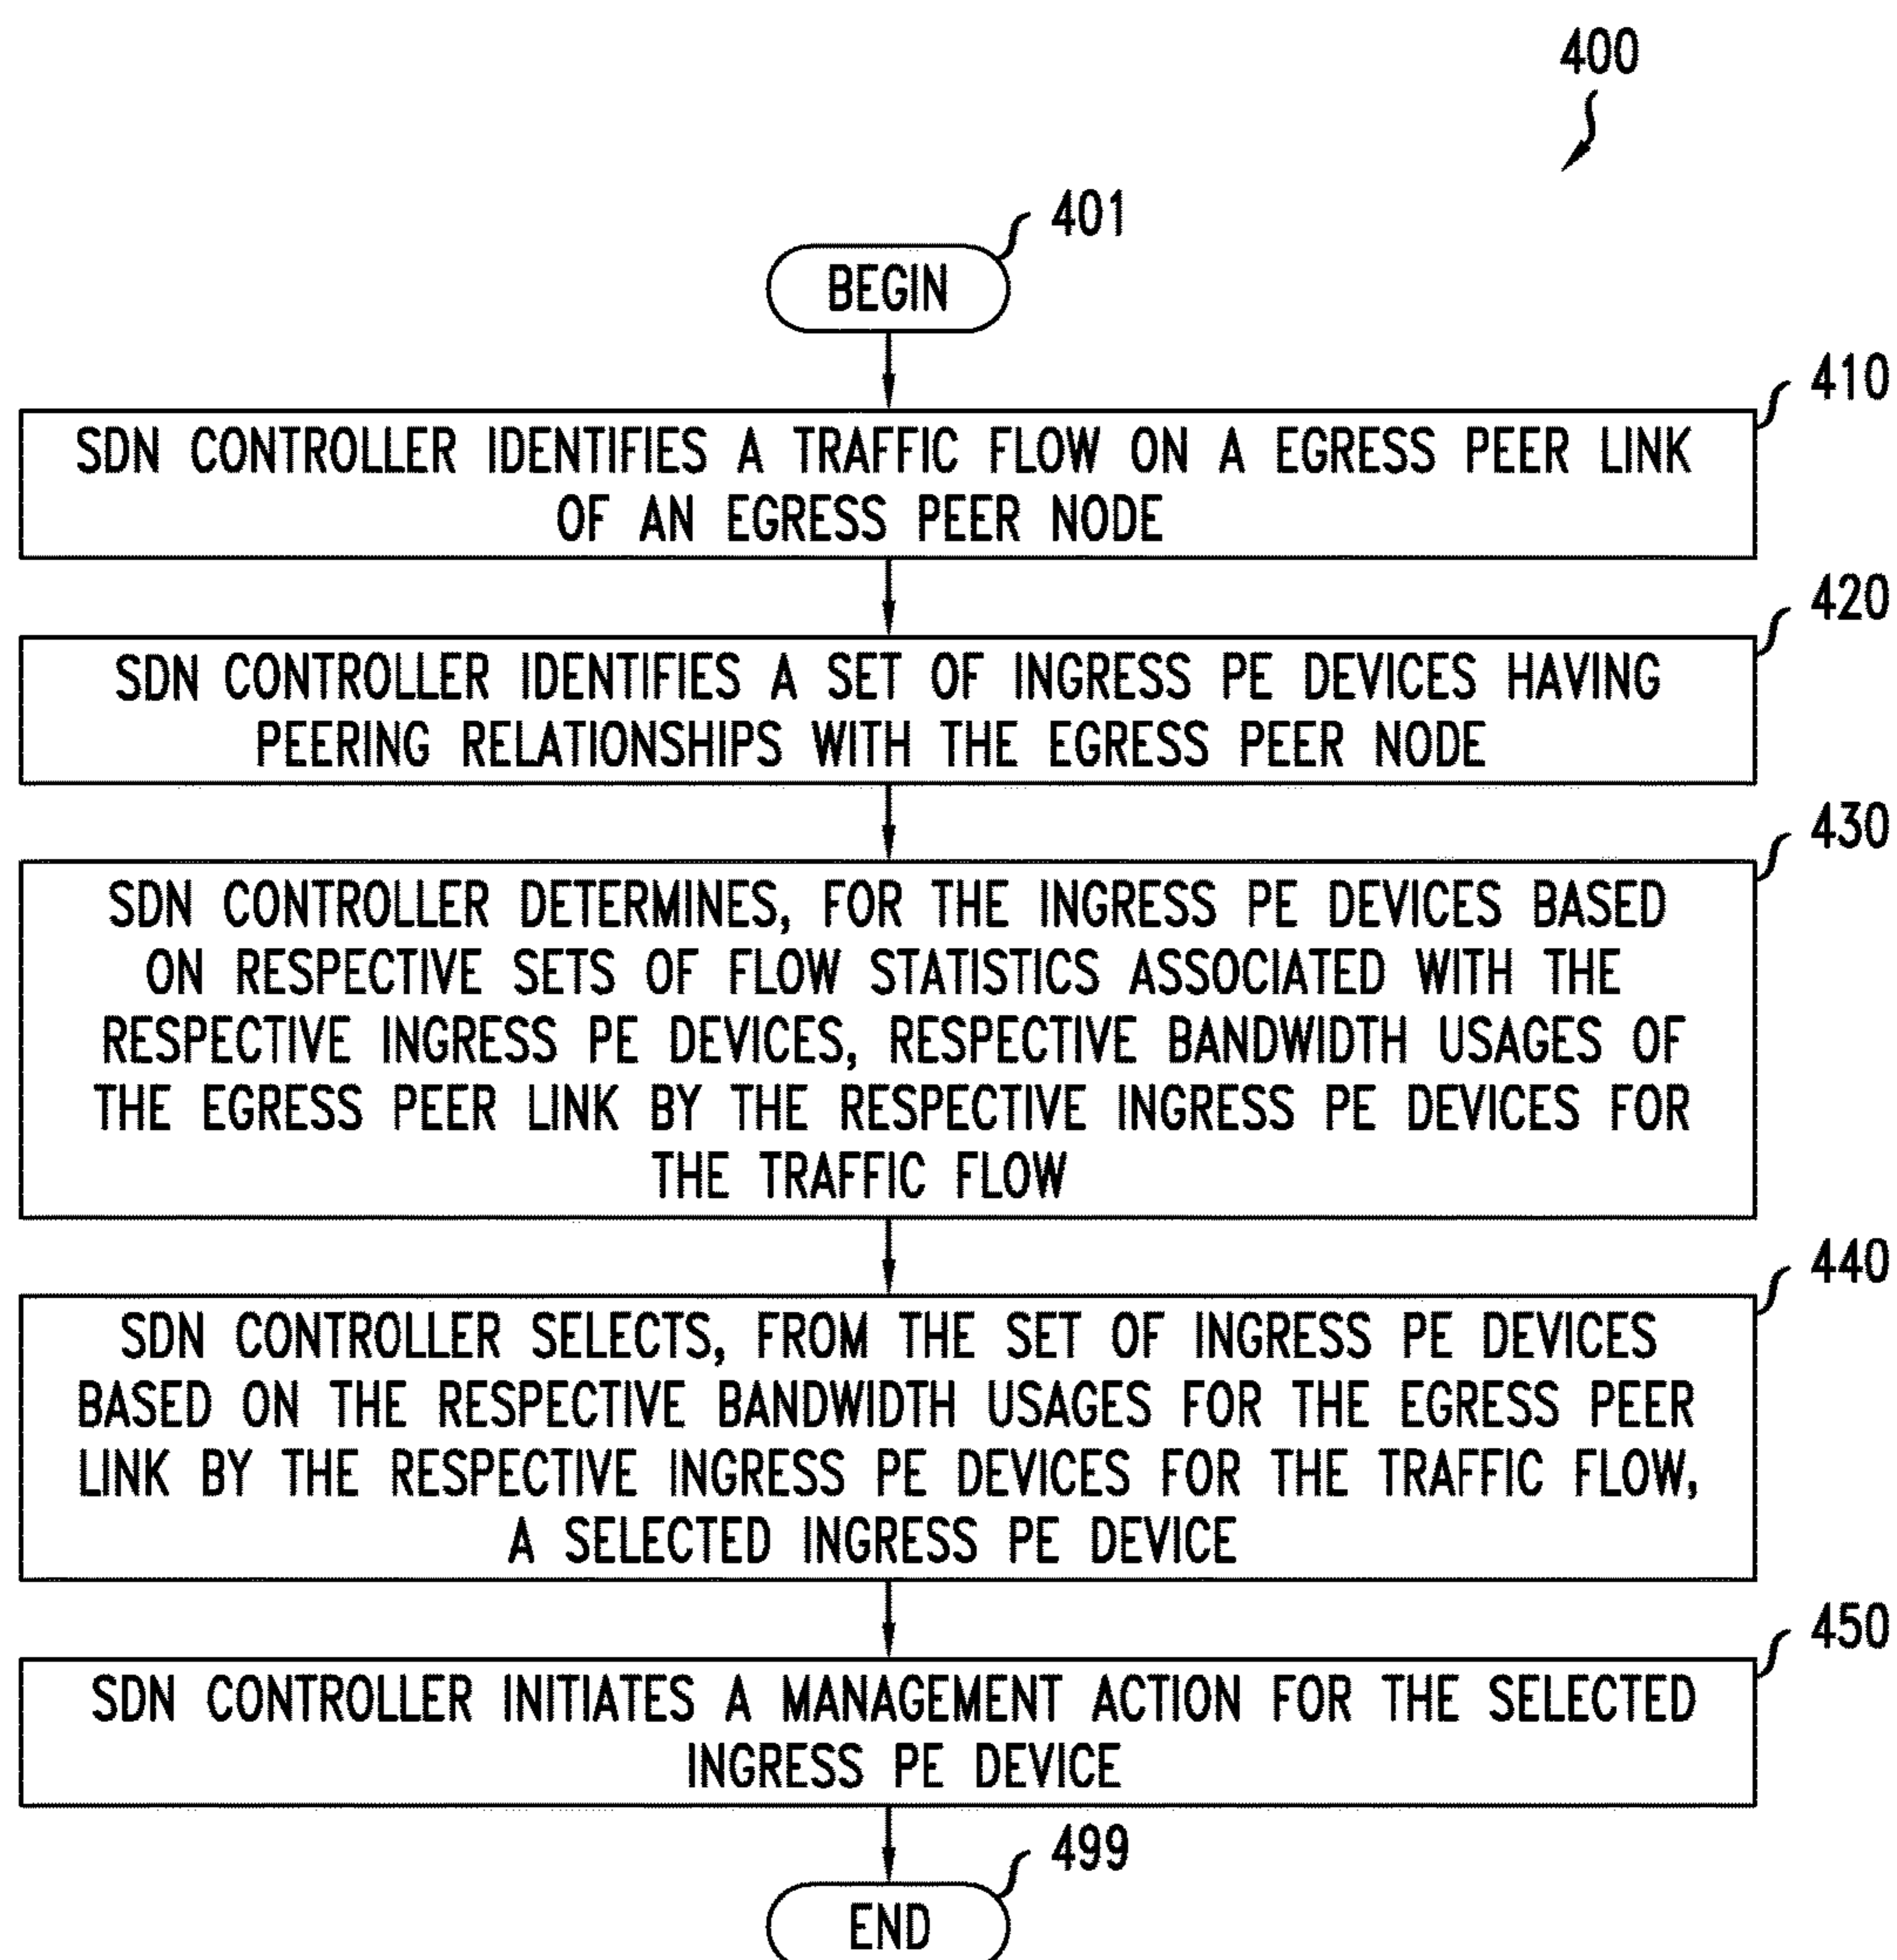 400
401
BEGIN
410
SDN CONTROLLER IDENTIFIES A TRAFFIC FLOW ON A EGRESS PEER LINK
OF AN EGRESS PEER NODE
420
SDN CONTROLLER IDENTIFIES A SET OF INGRESS PE DEVICES HAVING
PEERING RELATIONSHIPS WITH THE EGRESS PEER NODE
430
SDN CONTROLLER DETERMINES, FOR THE INGRESS PE DEVICES BASED
ON RESPECTIVE SETS OF FLOW STATISTICS ASSOCIATED WITH THE
RESPECTIVE INGRESS PE DEVICES, RESPECTIVE BANDWIDTH USAGES OF
THE EGRESS PEER LINK BY THE RESPECTIVE INGRESS PE DEVICES FOR
THE TRAFFIC FLOW
440
SDN CONTROLLER SELECTS, FROM THE SET OF INGRESS PE DEVICES
BASED ON THE RESPECTIVE BANDWIDTH USAGES FOR THE EGRESS PEER
LINK BY THE RESPECTIVE INGRESS PE DEVICES FOR THE TRAFFIC FLOW,
A SELECTED INGRESS PE DEVICE
450
SDN CONTROLLER INITIATES A MANAGEMENT ACTION FOR THE SELECTED
INGRESS PE DEVICE
499
END